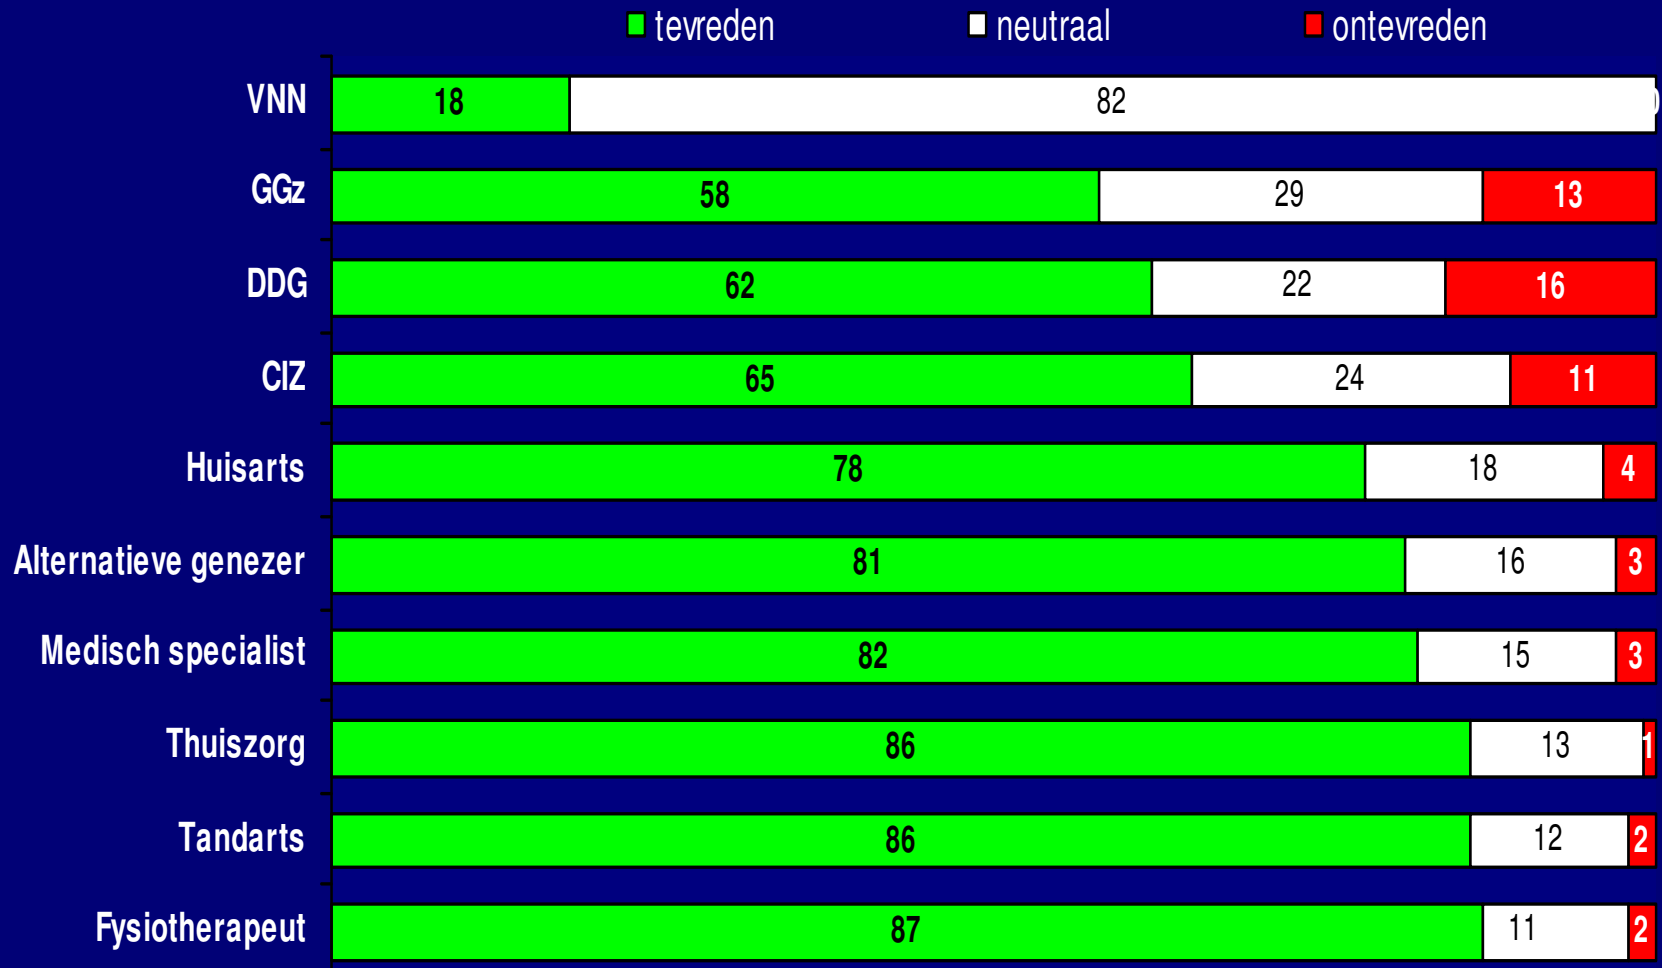 tevreden neutraal ontevreden
VNN 18 82
GGz 58 29 13
DDG 62 22 16
CIZ 65 24 11
Huisarts 78 18 4
Alternatieve genezer 81 16 3
Medisch specialist 82 15 3
Thuiszorg 86 13 1
Tandarts 86 12 2
Fysiotherapeut 87 11 2